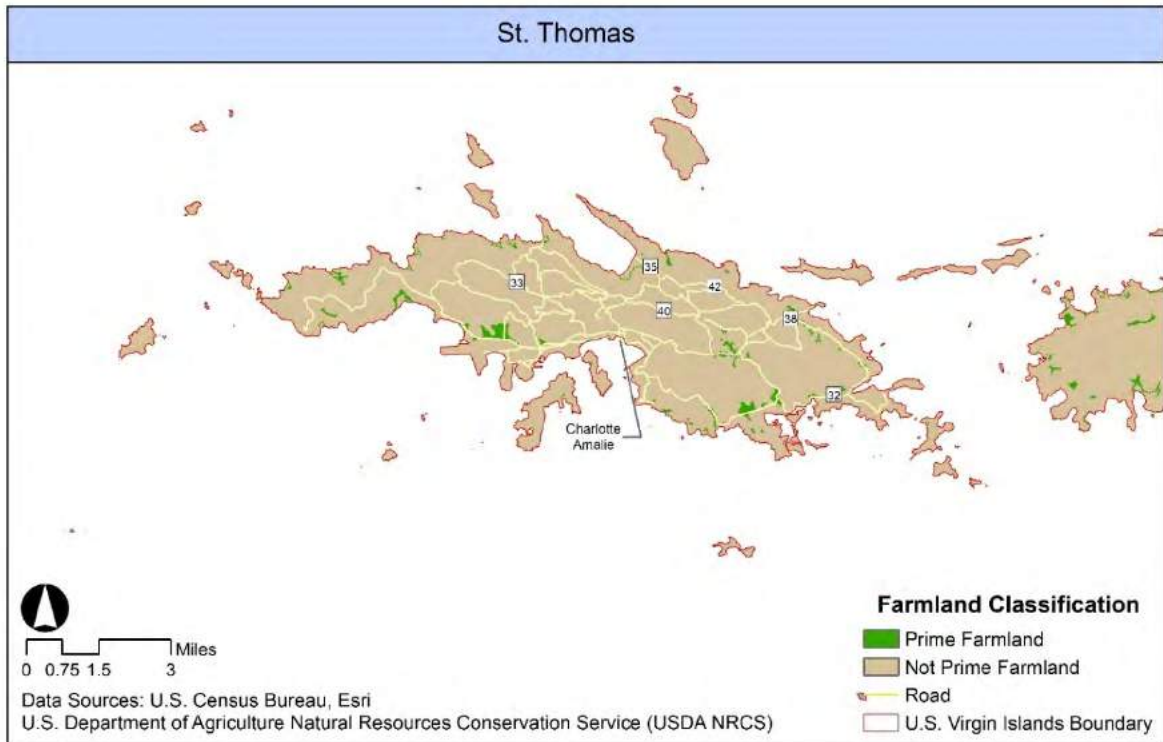 St. Thomas
33
35
42
40
38
32
Charlotte
Amalie
Miles
0 0.75 1.5 3
Data Sources: U.S. Census Bureau, Esri
U.S. Department of Agriculture Natural Resources Conservation Service (USDA NRCS)
Farmland Classification
Prime Farmland
Not Prime Farmland
Road
U.S. Virgin Islands Boundary